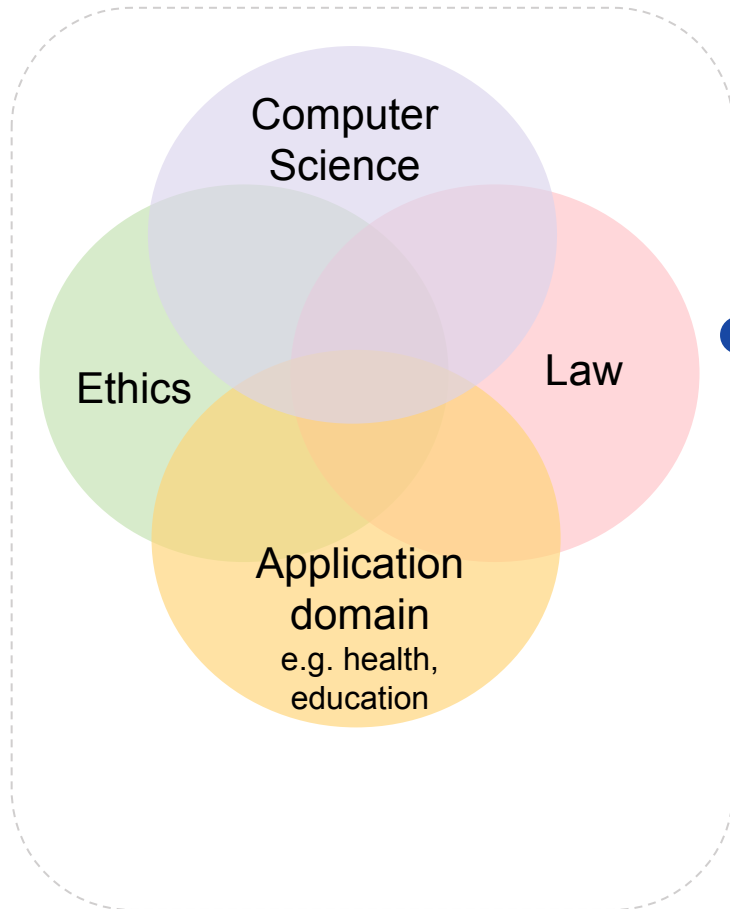 Computer
Science
Ethics
Law
Application
domain
e.g. health,
education